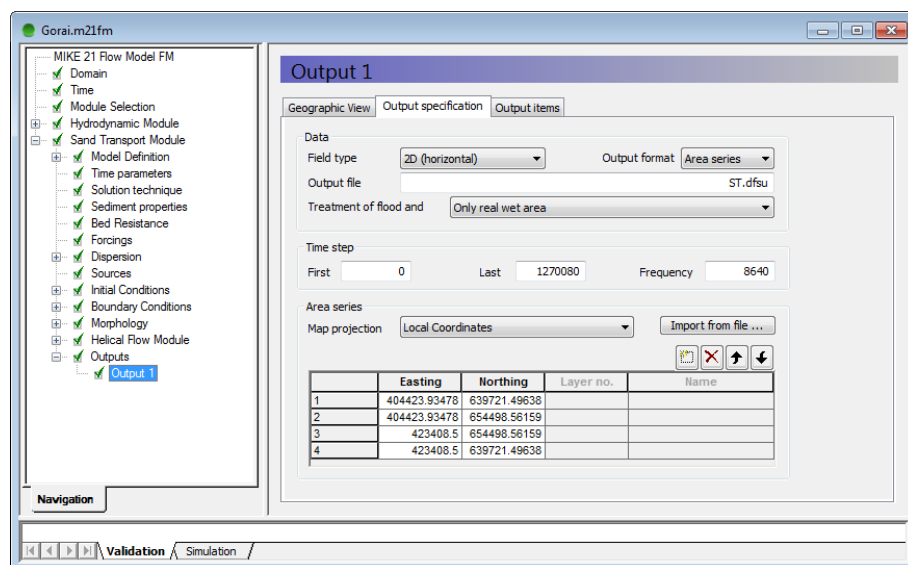 Gorai.m21fm
MIKE 21 Flow Model FM
Domain
Time
Module Selection
Hydrodynamic Module
Sand Transport Module
Model Definition
Time parameters
Solution technique
Sediment properties
Bed Resistance
Forcings
Dispersion
Sources
Initial Conditions
Boundary Conditions
Morphology
Helical Flow Module
Outputs
Output 1
Navigation
Output 1
Geographic View Output specification Output items
Data
Field type 2D (horizontal) Output format Area series
Output file ST.dfsu
Treatment of flood and Only real wet area
Time step
First 0 Last 1270080 Frequency 8640
Area series
Map projection Local Coordinates Import from file ...
Easting Northing Layer no. Name
1 404423.93478 639721.49638
2 404423.93478 654498.56159
3 423408.5 654498.56159
4 423408.5 639721.49638
Validation Simulation